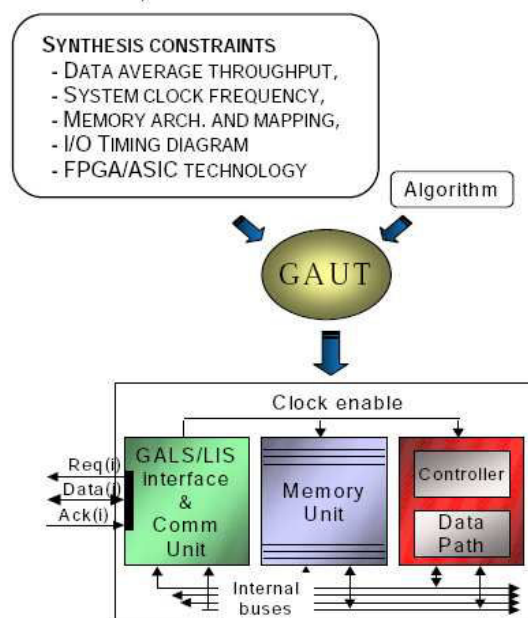 SYNTHESIS CONSTRAINTS
- DATA AVERAGE THROUGHPUT,
- SYSTEM CLOCK FREQUENCY,
- MEMORY ARCH. AND MAPPING,
- I/O TIMING DIAGRAM
- FPGA/ASIC TECHNOLOGY
Algorithm
GAUT
Clock enable
Req(i)
Data(i)
Ack(i)
GALS/LIS
interface
&
Comm
Unit
Memory
Unit
Controller
Data
Path
Internal
buses